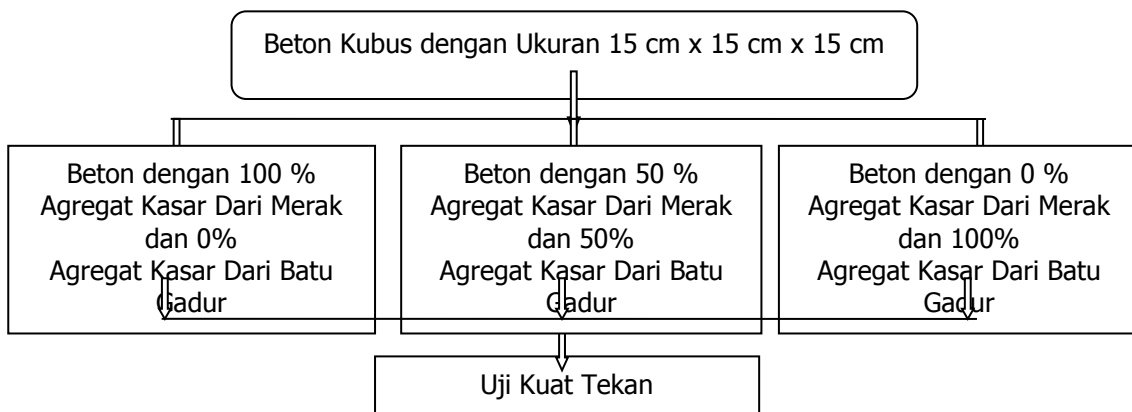 Beton Kubus dengan Ukuran 15 cm x 15 cm x 15 cm
Beton dengan 100 %
Agregat Kasar Dari Merak
dan 0%
Agregat Kasar Dari Batu
Gadur
Beton dengan 50 %
Agregat Kasar Dari Merak
dan 50%
Agregat Kasar Dari Batu
Gadur
Beton dengan 0 %
Agregat Kasar Dari Merak
dan 100%
Agregat Kasar Dari Batu
Gadur
Uji Kuat Tekan